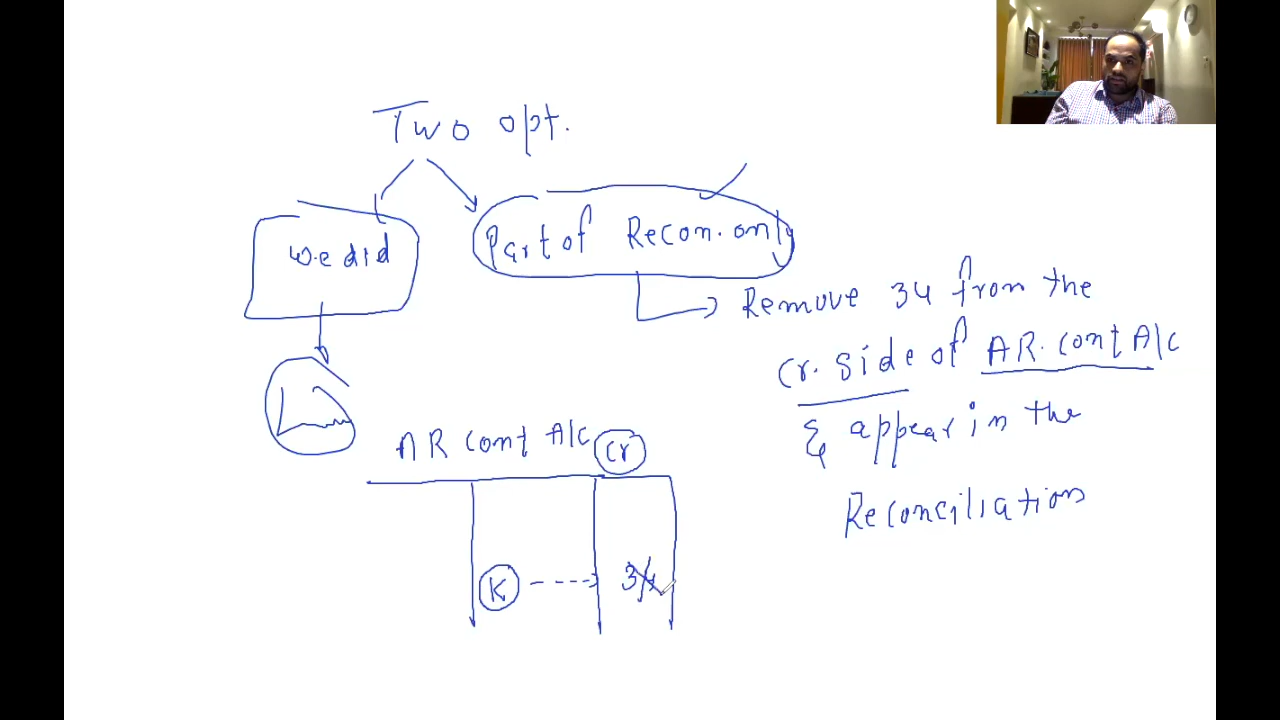 Two opt.
we did
Part of Recon. only
Remove 34 from the
Cr. side of AR. cont A/c
& appear in the
Reconciliation
AR cont A/c Cr
K 34